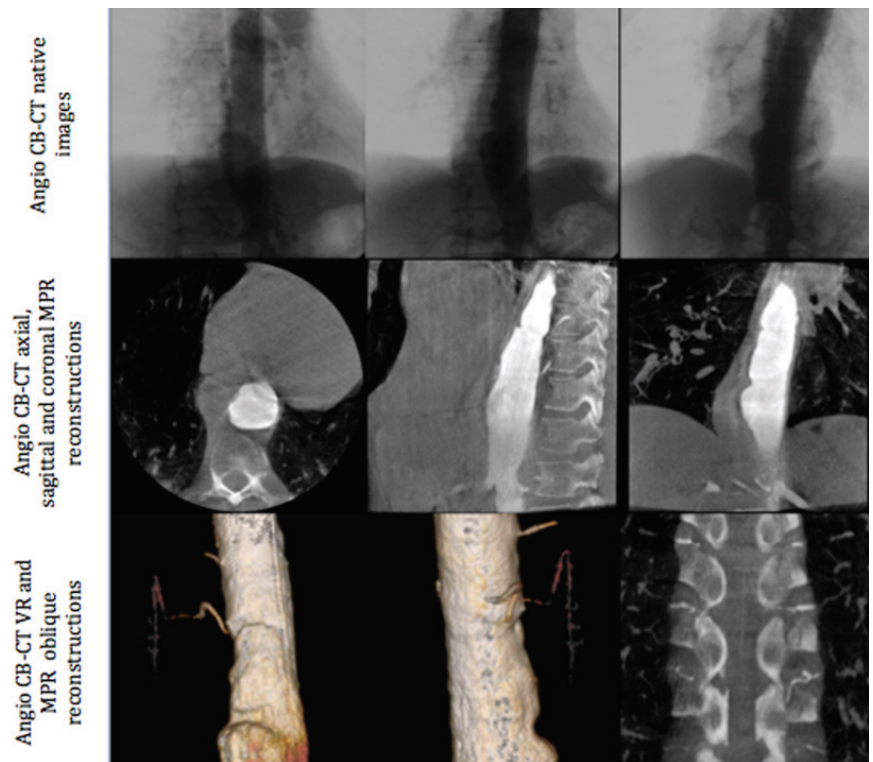 Angio CB-CT native
images
Angio CB-CT axial,
sagittal and coronal MPR
reconstructions
Angio CB-CT VR and
MPR oblique
reconstructions